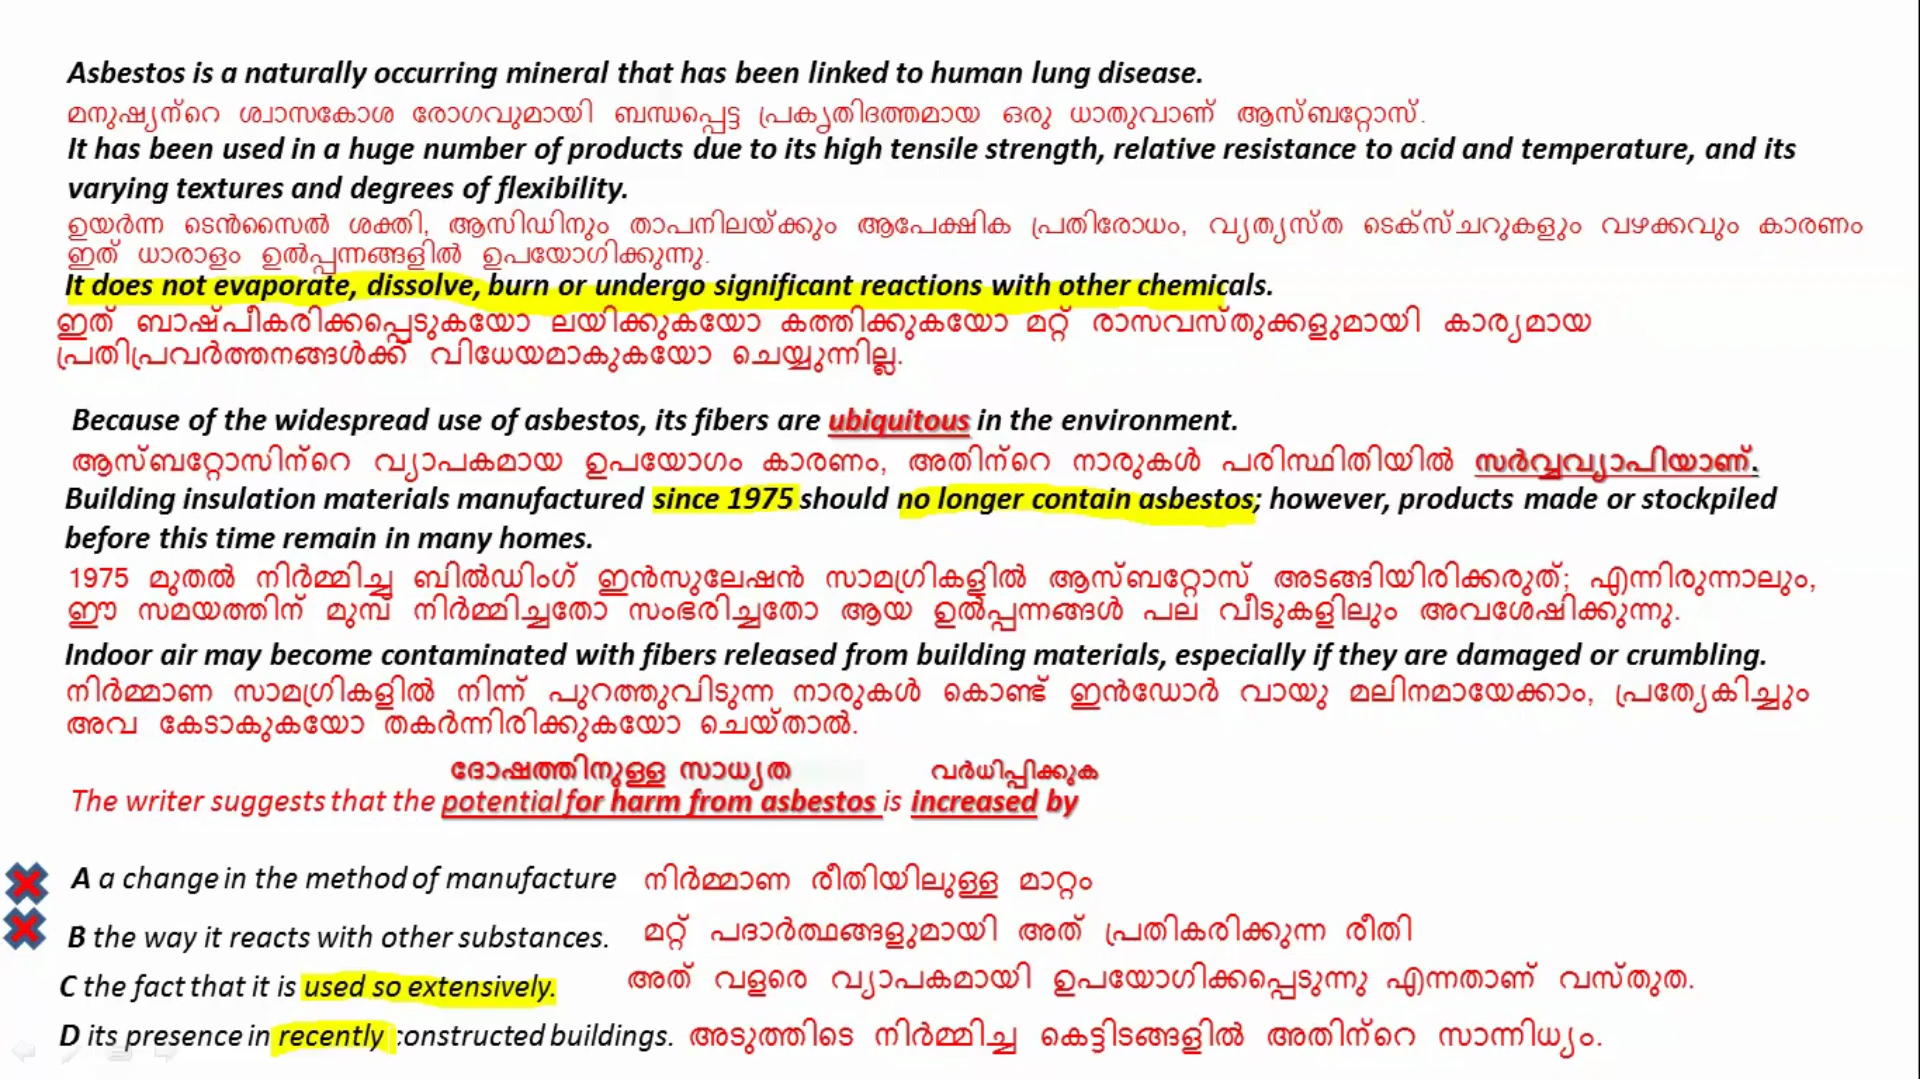 Asbestos is a naturally occurring mineral that has been linked to human lung disease.
മനുഷ്യന്റെ ശ്വാസകോശ രോഗവുമായി ബന്ധപ്പെട്ട പ്രകൃതിദത്തമായ ഒരു ധാതുവാണ് ആസ്ബറ്റോസ്.
It has been used in a huge number of products due to its high tensile strength, relative resistance to acid and temperature, and its
varying textures and degrees of flexibility.
ഉയർന്ന ടെൻസൈൽ ശക്തി, ആസിഡിനും താപനിലയ്ക്കും ആപേക്ഷിക പ്രതിരോധം, വ്യത്യസ്ത ടെക്സ്ചറുകളും വഴക്കവും കാരണം
ഇത് ധാരാളം ഉൽപ്പന്നങ്ങളിൽ ഉപയോഗിക്കുന്നു.
It does not evaporate, dissolve, burn or undergo significant reactions with other chemicals.
ഇത് ബാഷ്പീകരിക്കപ്പെടുകയോ ലയിക്കുകയോ കത്തിക്കുകയോ മറ്റ് രാസവസ്തുക്കളുമായി കാര്യമായ
പ്രതിപ്രവർത്തനങ്ങൾക്ക് വിധേയമാകുകയോ ചെയ്യുന്നില്ല.
Because of the widespread use of asbestos, its fibers are ubiquitous in the environment.
ആസ്ബറ്റോസിന്റെ വ്യാപകമായ ഉപയോഗം കാരണം, അതിന്റെ നാരുകൾ പരിസ്ഥിതിയിൽ സർവ്വവ്യാപിയാണ്.
Building insulation materials manufactured since 1975 should no longer contain asbestos; however, products made or stockpiled
before this time remain in many homes.
1975 മുതൽ നിർമ്മിച്ച ബിൽഡിംഗ് ഇൻസുലേഷൻ സാമഗ്രികളിൽ ആസ്ബറ്റോസ് അടങ്ങിയിരിക്കരുത്; എന്നിരുന്നാലും,
ഈ സമയത്തിന് മുമ്പ് നിർമ്മിച്ചതോ സംഭരിച്ചതോ ആയ ഉൽപ്പന്നങ്ങൾ പല വീടുകളിലും അവശേഷിക്കുന്നു.
Indoor air may become contaminated with fibers released from building materials, especially if they are damaged or crumbling.
നിർമ്മാണ സാമഗ്രികളിൽ നിന്ന് പുറത്തുവിടുന്ന നാരുകൾ കൊണ്ട് ഇൻഡോർ വായു മലിനമായേക്കാം, പ്രത്യേകിച്ചും
അവ കേടാകുകയോ തകർന്നിരിക്കുകയോ ചെയ്താൽ.
ദോഷത്തിനുള്ള സാധ്യത വർധിപ്പിക്കുക
The writer suggests that the potential for harm from asbestos is increased by
A a change in the method of manufacture നിർമ്മാണ രീതിയിലുള്ള മാറ്റം
B the way it reacts with other substances. മറ്റ് പദാർത്ഥങ്ങളുമായി അത് പ്രതികരിക്കുന്ന രീതി
C the fact that it is used so extensively. അത് വളരെ വ്യാപകമായി ഉപയോഗിക്കപ്പെടുന്നു എന്നതാണ് വസ്തുത.
D its presence in recently constructed buildings. അടുത്തിടെ നിർമ്മിച്ച കെട്ടിടങ്ങളിൽ അതിന്റെ സാന്നിധ്യം.